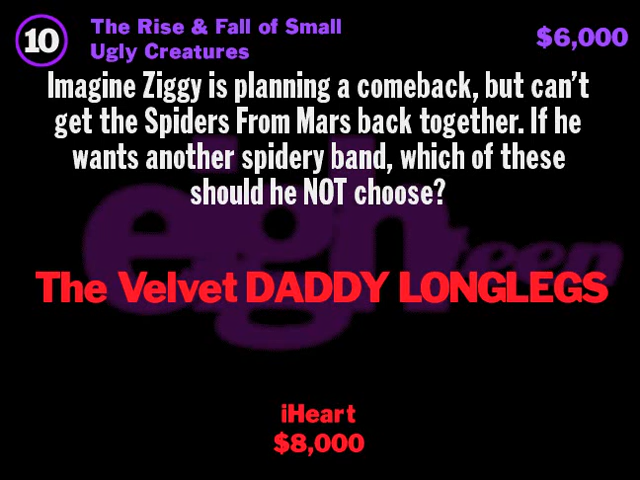 10
The Rise & Fall of Small
Ugly Creatures
$6,000
Imagine Ziggy is planning a comeback, but can't
get the Spiders From Mars back together. If he
wants another spidery band, which of these
should he NOT choose?
eighteen
The Velvet DADDY LONGLEGS
iHeart
$8,000